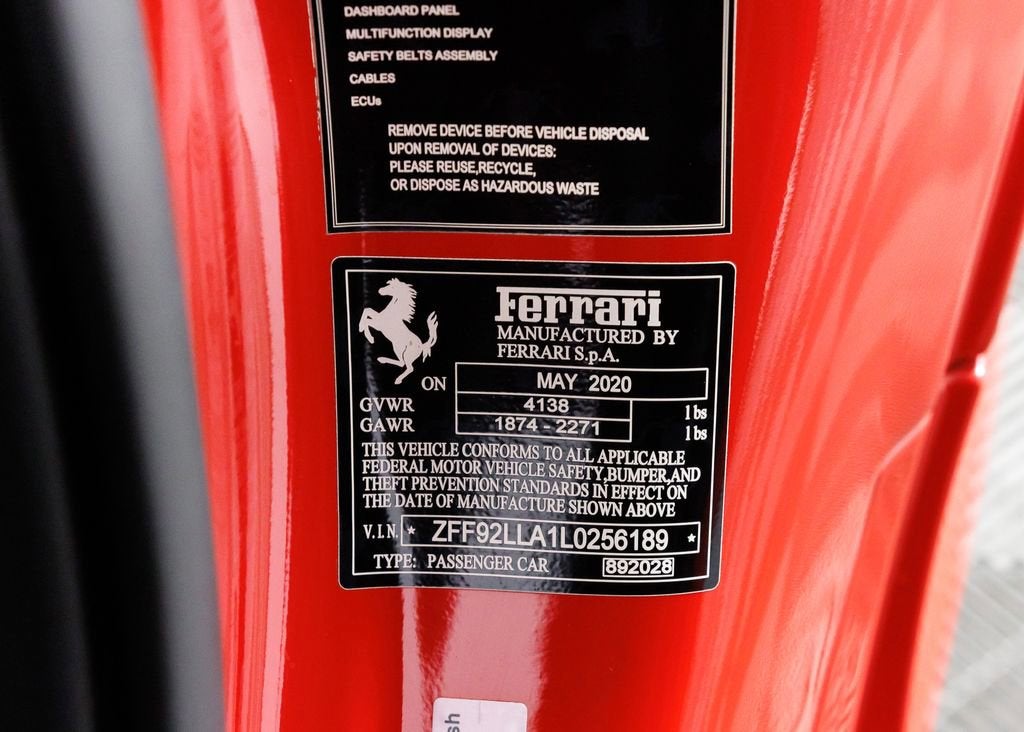 DASHBOARD PANEL
MULTIFUNCTION DISPLAY
SAFETY BELTS ASSEMBLY
CABLES
ECUs
REMOVE DEVICE BEFORE VEHICLE DISPOSAL
UPON REMOVAL OF DEVICES:
PLEASE REUSE,RECYCLE,
OR DISPOSE AS HAZARDOUS WASTE
Ferrari
MANUFACTURED BY
FERRARI S.p.A.
ON MAY 2020
GVWR 4138 lbs
GAWR 1874 - 2271 lbs
THIS VEHICLE CONFORMS TO ALL APPLICABLE
FEDERAL MOTOR VEHICLE SAFETY,BUMPER,AND
THEFT PREVENTION STANDARDS IN EFFECT ON
THE DATE OF MANUFACTURE SHOWN ABOVE
V.I.N. * ZFF92LLA1L0256189 *
TYPE: PASSENGER CAR 892028